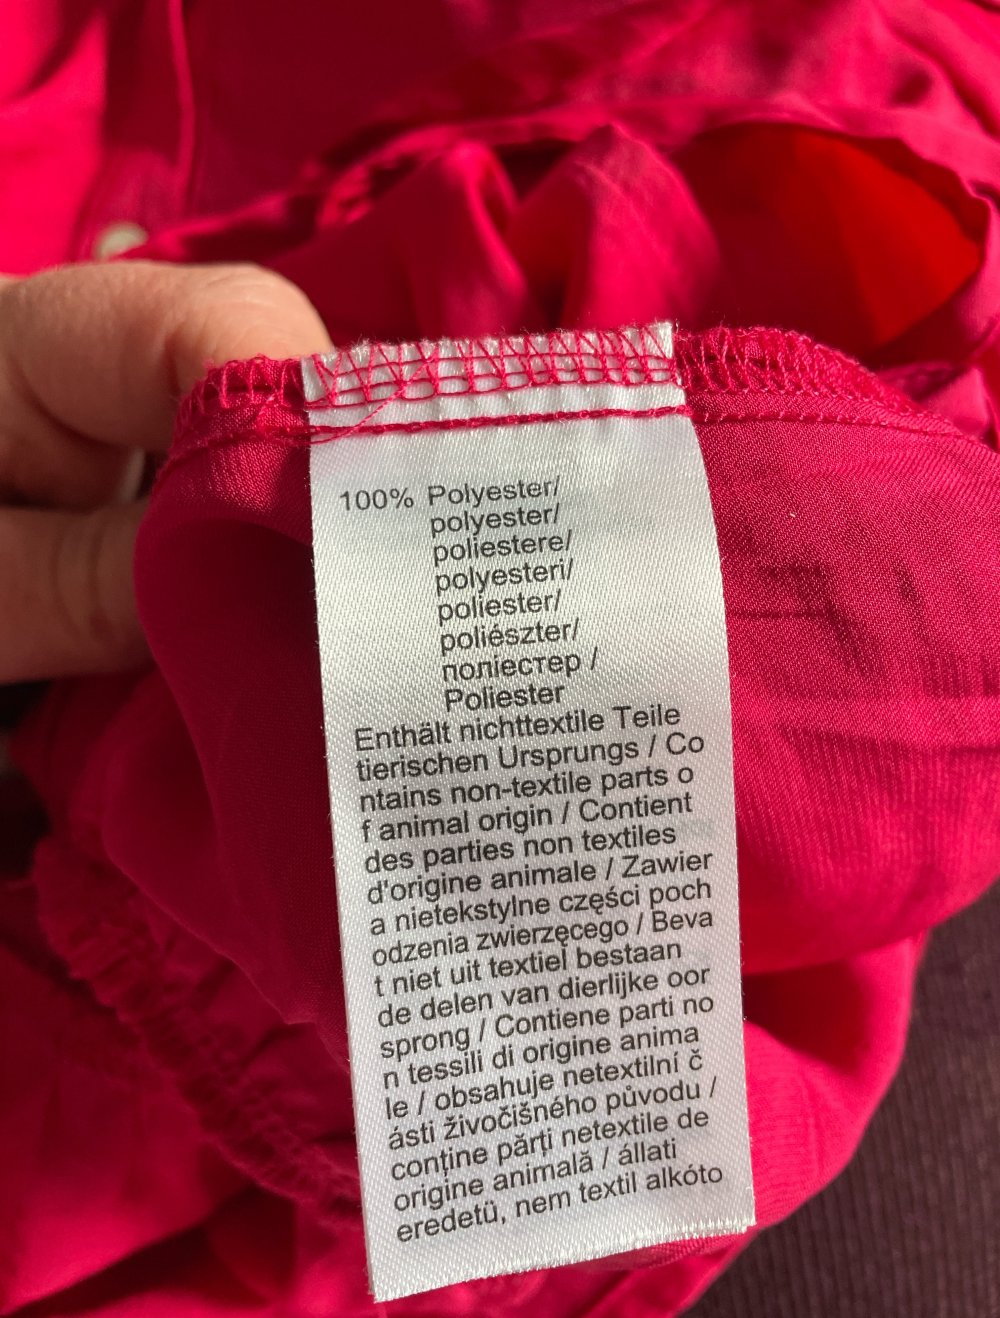 100% Polyester/
polyester/
poliestere/
polyesteri/
poliester/
poliészter/
поліестер /
Poliester
Enthält nichttextile Teile
tierischen Ursprungs / Co
ntains non-textile parts o
f animal origin / Contient
des parties non textiles
d'origine animale / Zawier
a nietekstylne części poch
odzenia zwierzęcego / Beva
t niet uit textiel bestaan
de delen van dierlijke oor
sprong / Contiene parti no
n tessili di origine anima
le / obsahuje netextilní č
ásti živočišného původu /
conține părți netextile de
origine animală / állati
eredetű, nem textil alkóto